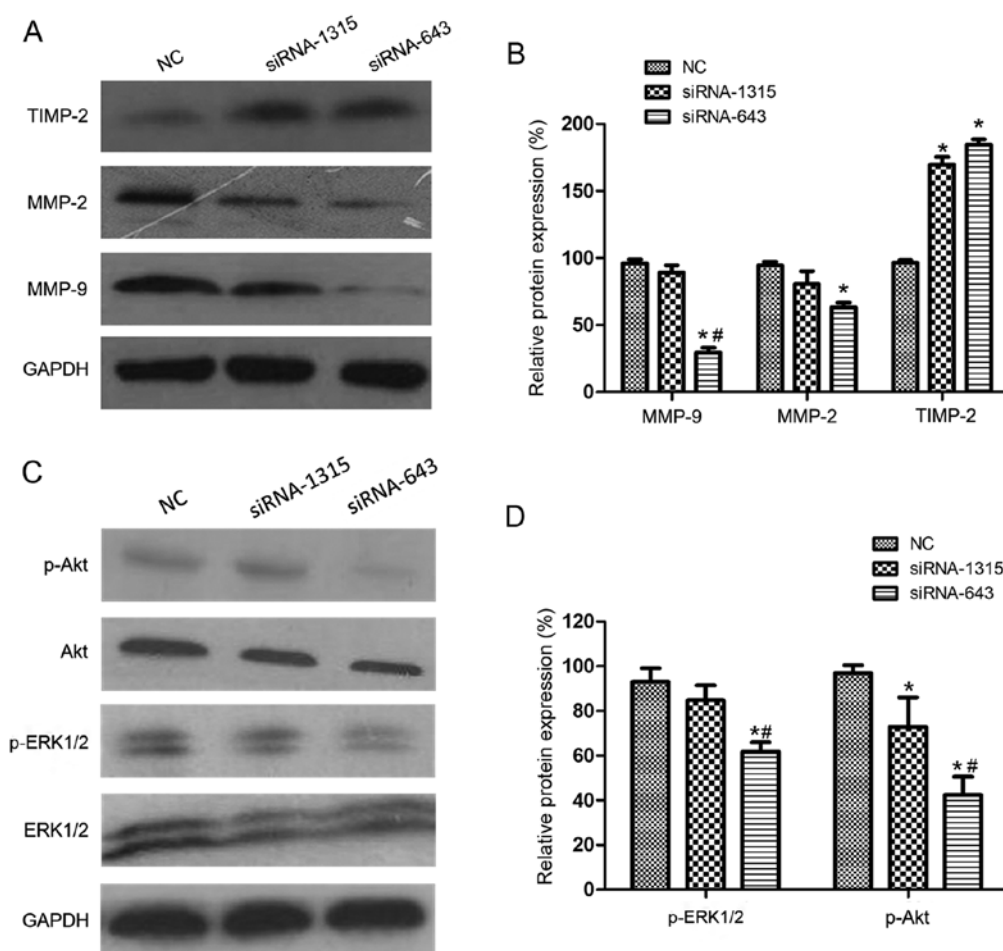 A
NC siRNA-1315 siRNA-643
TIMP-2
MMP-2
MMP-9
GAPDH
B
NC
siRNA-1315
siRNA-643
Relative protein expression (%)
200
150
100
50
0
* #
*
*
*
MMP-9 MMP-2 TIMP-2
C
NC siRNA-1315 siRNA-643
p-Akt
Akt
p-ERK1/2
ERK1/2
GAPDH
D
NC
siRNA-1315
siRNA-643
Relative protein expression (%)
120
100
80
60
40
20
0
*#
*
* #
p-ERK1/2 p-Akt